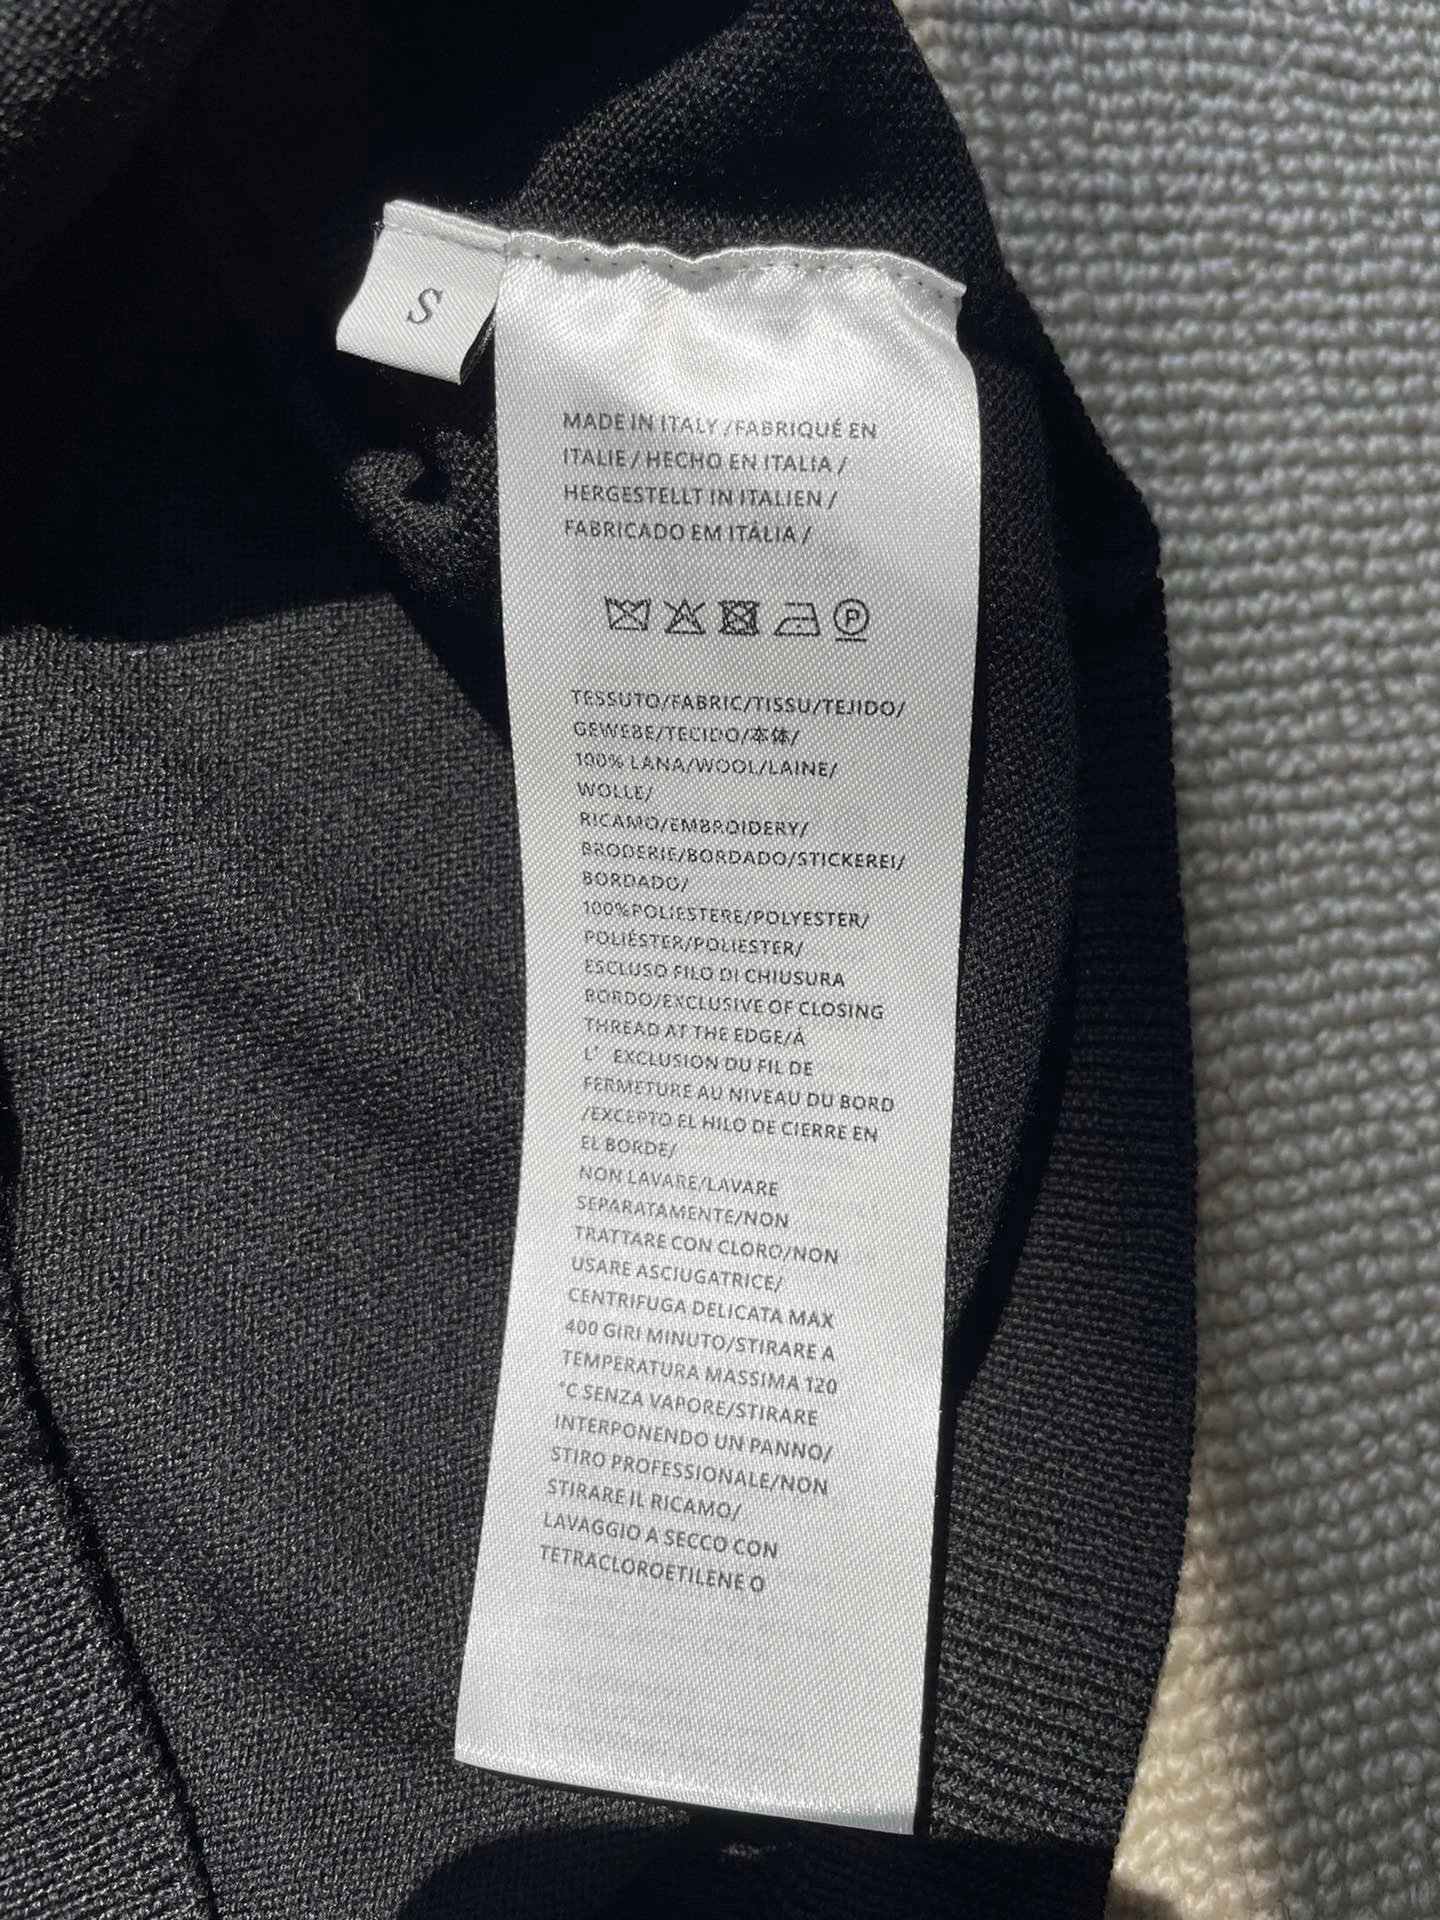 S
MADE IN ITALY /FABRIQUÉ EN
ITALIE / HECHO EN ITALIA /
HERGESTELLT IN ITALIEN /
FABRICADO EM ITÁLIA /
P
TESSUTO/FABRIC/TISSU/TEJIDO/
GEWEBE/TECIDO/本体/
100% LANA/WOOL/LAINE/
WOLLE/
RICAMO/EMBROIDERY/
BRODERIE/BORDADO/STICKEREI/
BORDADO/
100%POLIESTERE/POLYESTER/
POLIÉSTER/POLIESTER/
ESCLUSO FILO DI CHIUSURA
BORDO/EXCLUSIVE OF CLOSING
THREAD AT THE EDGE/À
L' EXCLUSION DU FIL DE
FERMETURE AU NIVEAU DU BORD
/EXCEPTO EL HILO DE CIERRE EN
EL BORDE/
NON LAVARE/LAVARE
SEPARATAMENTE/NON
TRATTARE CON CLORO/NON
USARE ASCIUGATRICE/
CENTRIFUGA DELICATA MAX
400 GIRI MINUTO/STIRARE A
TEMPERATURA MASSIMA 120
°C SENZA VAPORE/STIRARE
INTERPONENDO UN PANNO/
STIRO PROFESSIONALE/NON
STIRARE IL RICAMO/
LAVAGGIO A SECCO CON
TETRACLOROETILENE O